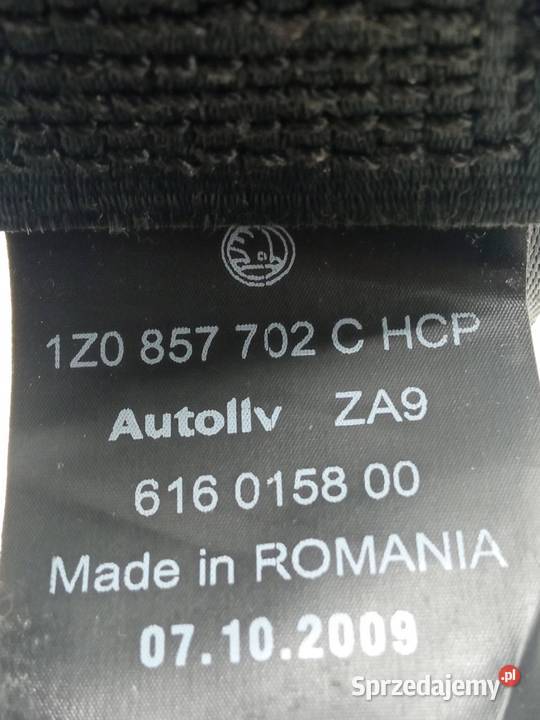 1Z0 857 702 C HCP
Autoliv ZA9
616 0158 00
Made in ROMANIA
07.10.2009
Sprzedajemy.pl